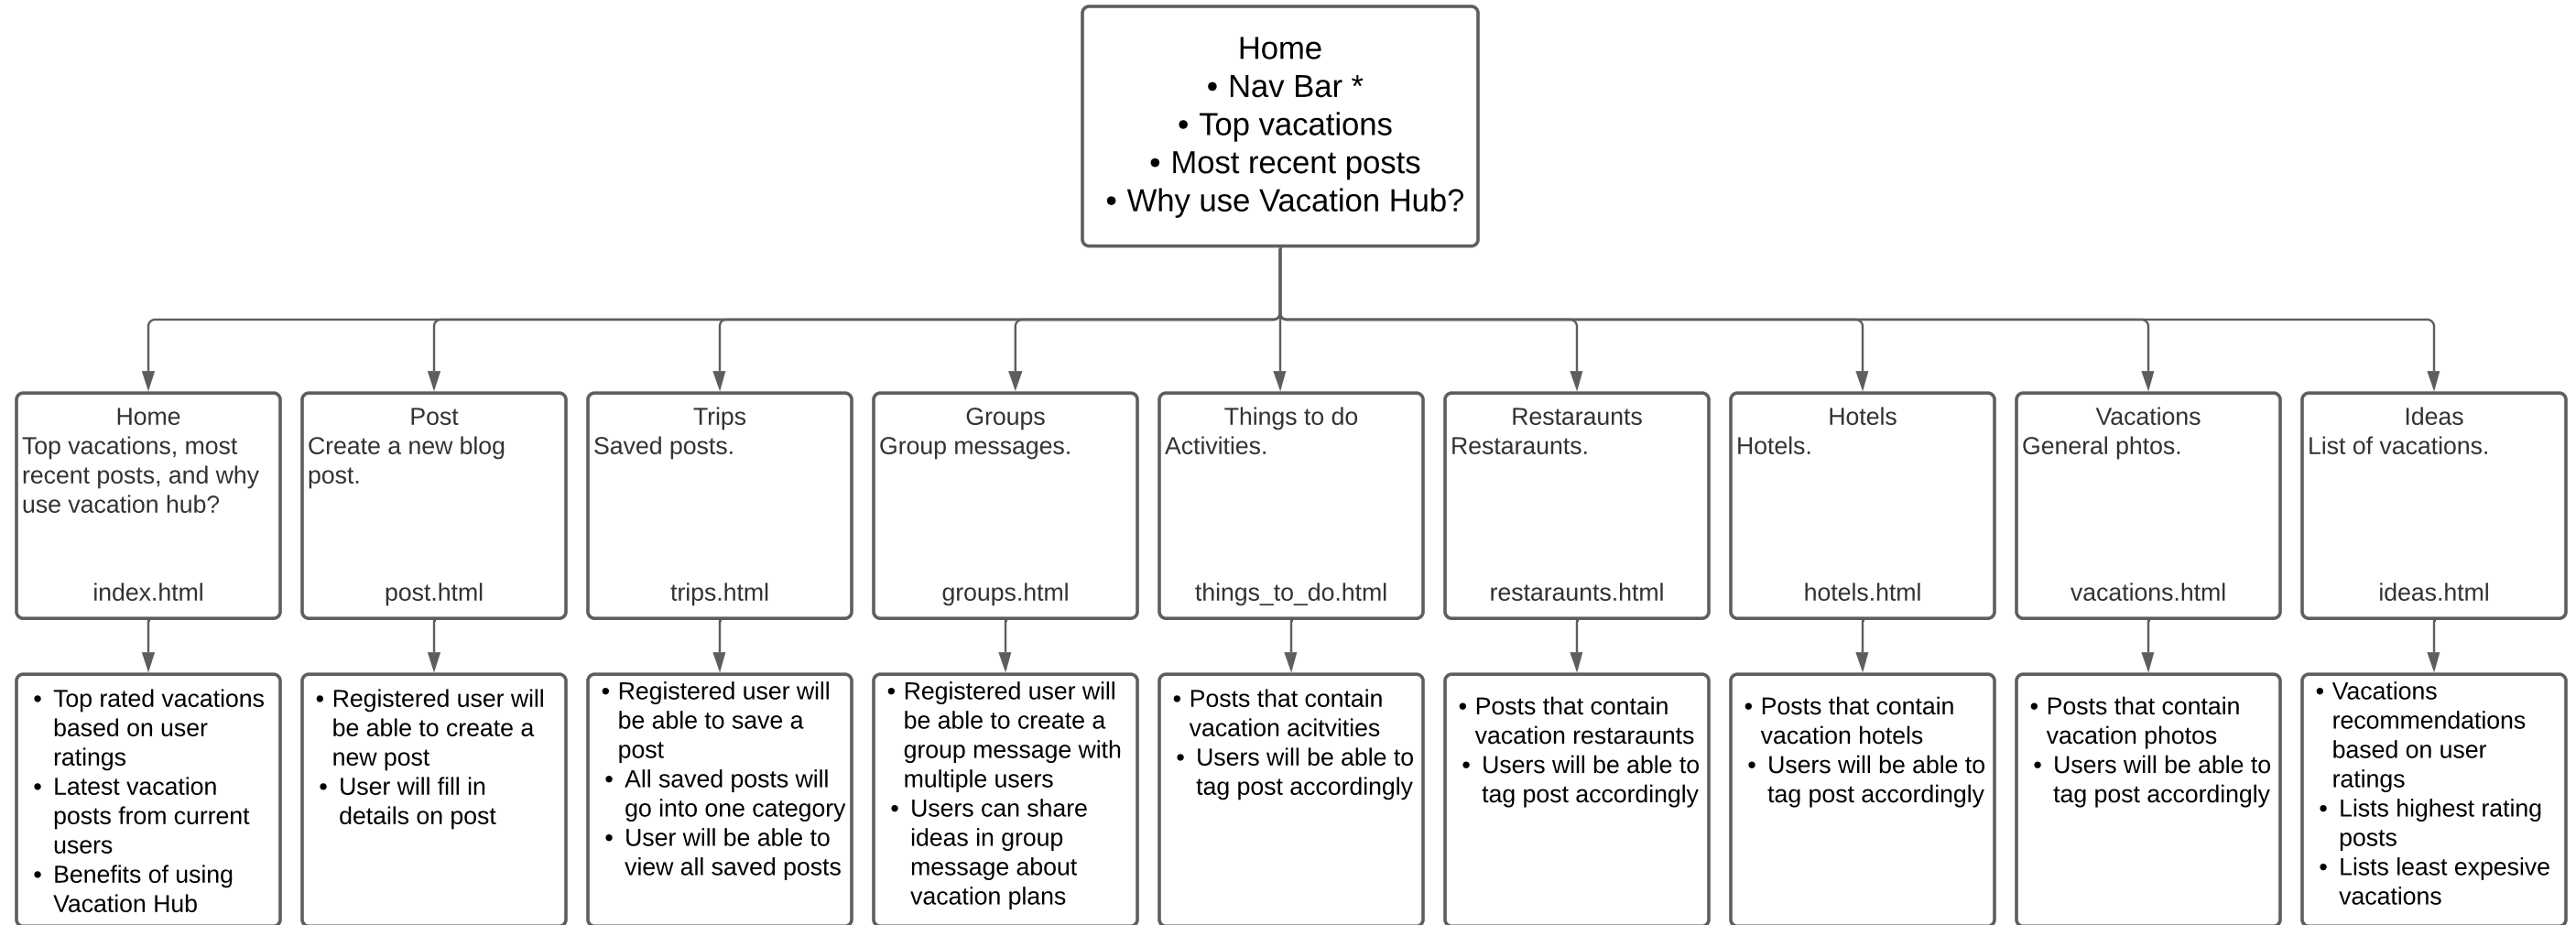 Home
• Nav Bar *
• Top vacations
• Most recent posts
• Why use Vacation Hub?
Home
Top vacations, most
recent posts, and why
use vacation hub?
index.html
Post
Create a new blog
post.
post.html
Trips
Saved posts.
trips.html
Groups
Group messages.
groups.html
Things to do
Activities.
things_to_do.html
Restaraunts
Restaraunts.
restaraunts.html
Hotels
Hotels.
hotels.html
Vacations
General phtos.
vacations.html
Ideas
List of vacations.
ideas.html
• Top rated vacations
based on user
ratings
• Latest vacation
posts from current
users
• Benefits of using
Vacation Hub
• Registered user will
be able to create a
new post
• User will fill in
details on post
• Registered user will
be able to save a
post
• All saved posts will
go into one category
• User will be able to
view all saved posts
• Registered user will
be able to create a
group message with
multiple users
• Users can share
ideas in group
message about
vacation plans
• Posts that contain
vacation acitvities
• Users will be able to
tag post accordingly
• Posts that contain
vacation restaraunts
• Users will be able to
tag post accordingly
• Posts that contain
vacation hotels
• Users will be able to
tag post accordingly
• Posts that contain
vacation photos
• Users will be able to
tag post accordingly
• Vacations
recommendations
based on user
ratings
• Lists highest rating
posts
• Lists least expesive
vacations